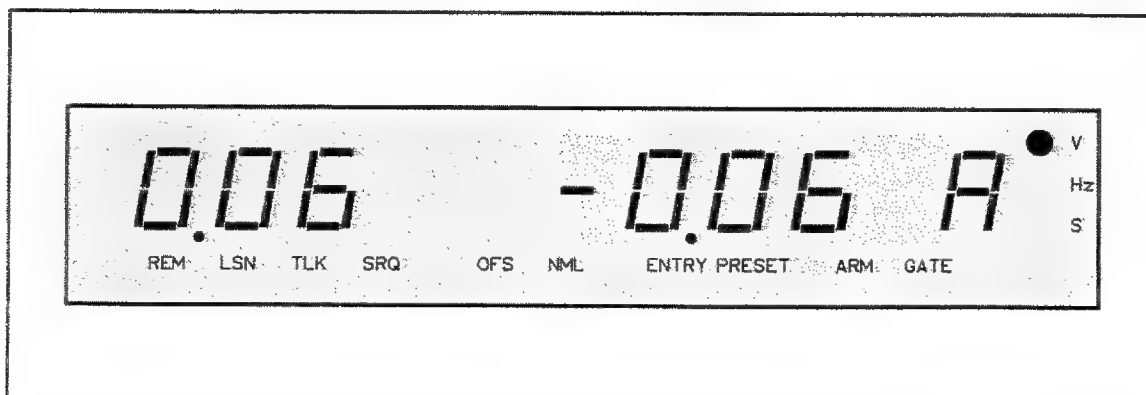 0.06 -0.06 A
V
Hz
S
REM LSN TLK SRQ OFS NML ENTRY PRESET ARM GATE